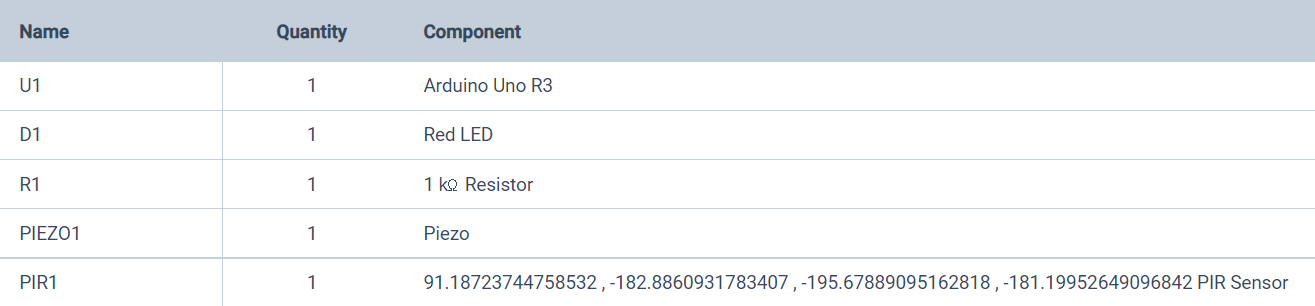 Name Quantity Component
U1 1 Arduino Uno R3
D1 1 Red LED
R1 1 1 kΩ Resistor
PIEZO1 1 Piezo
PIR1 1 91.18723744758532 , -182.8860931783407 , -195.67889095162818 , -181.19952649096842 PIR Sensor